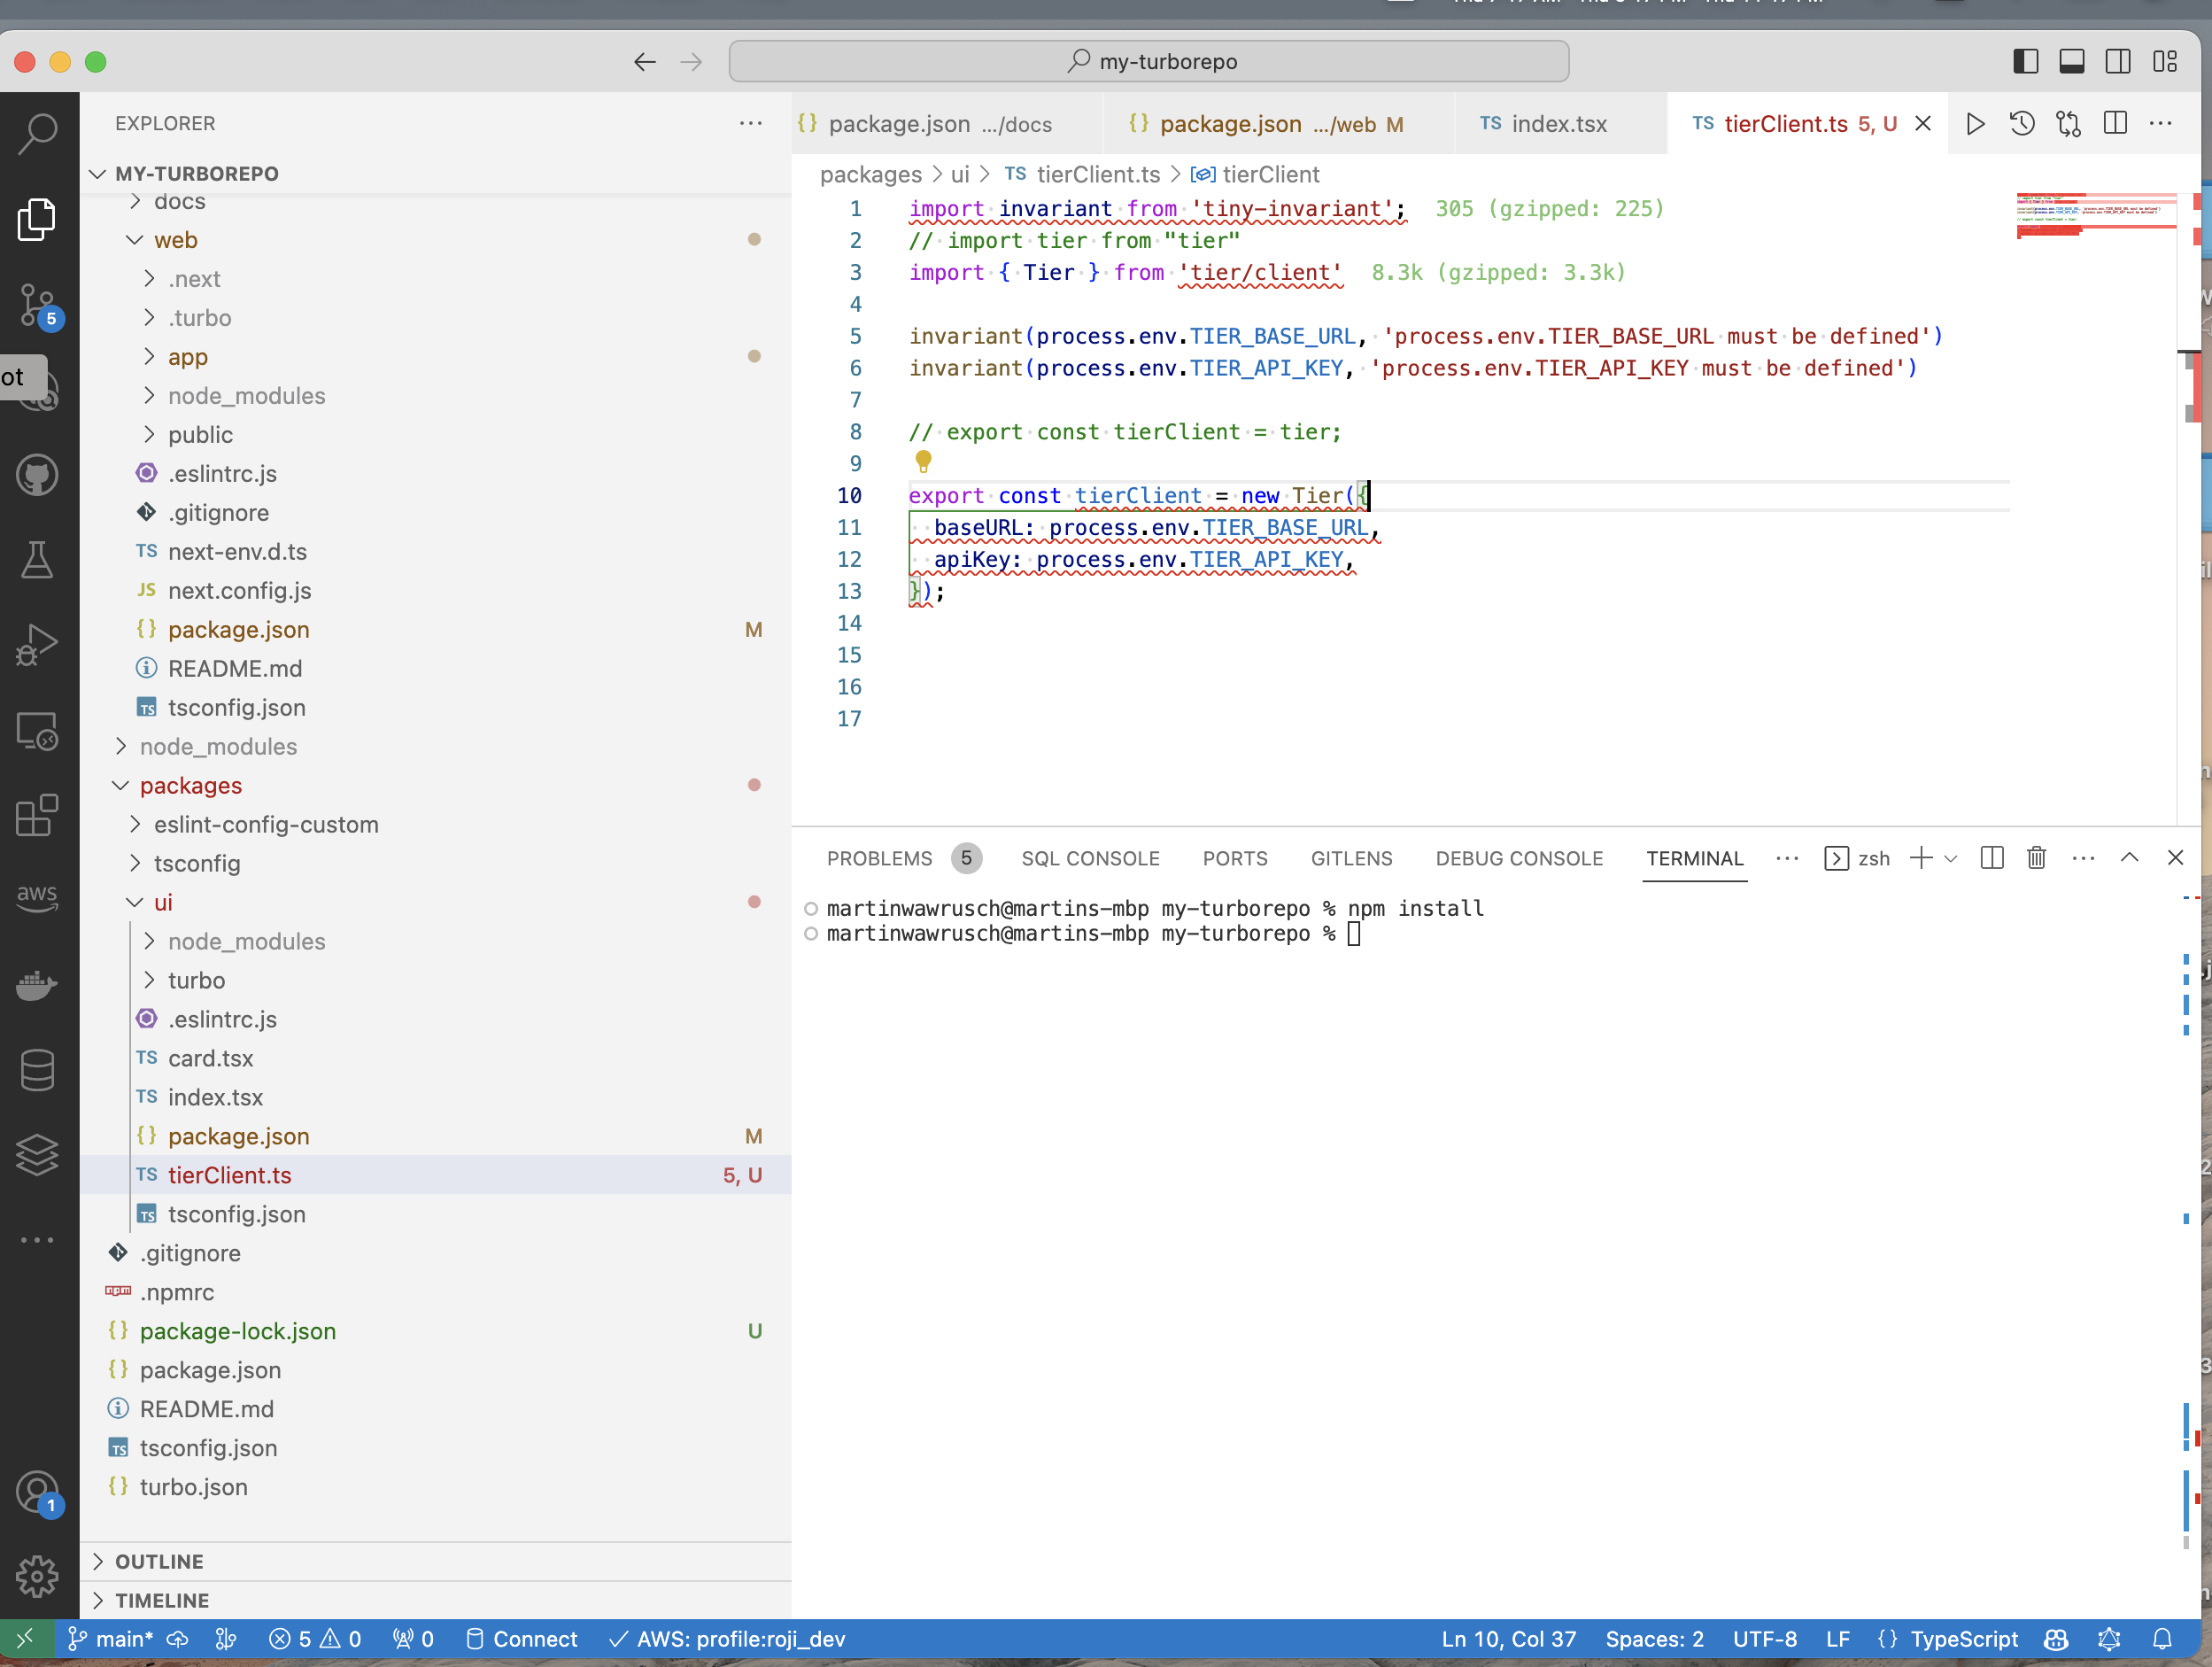 my-turborepo
EXPLORER
MY-TURBOREPO
docs
web
.next
.turbo
app
node_modules
public
.eslintrc.js
.gitignore
next-env.d.ts
next.config.js
package.json M
README.md
tsconfig.json
node_modules
packages
eslint-config-custom
tsconfig
ui
node_modules
turbo
.eslintrc.js
card.tsx
index.tsx
package.json M
tierClient.ts 5, U
tsconfig.json
.gitignore
.npmrc
package-lock.json U
package.json
README.md
tsconfig.json
turbo.json
OUTLINE
TIMELINE
5
ot
aws
1
package.json .../docs
package.json .../web M
TS index.tsx
TS tierClient.ts 5, U
packages > ui > TS tierClient.ts > tierClient
1 import invariant from 'tiny-invariant'; 305 (gzipped: 225)
2 // import tier from "tier"
3 import { Tier } from 'tier/client' 8.3k (gzipped: 3.3k)
4
5 invariant(process.env.TIER_BASE_URL, 'process.env.TIER_BASE_URL must be defined')
6 invariant(process.env.TIER_API_KEY, 'process.env.TIER_API_KEY must be defined')
7
8 // export const tierClient = tier;
9
10 export const tierClient = new Tier({
11 baseURL: process.env.TIER_BASE_URL,
12 apiKey: process.env.TIER_API_KEY,
13 });
14
15
16
17
PROBLEMS 5 SQL CONSOLE PORTS GITLENS DEBUG CONSOLE TERMINAL zsh
martinwawrusch@martins-mbp my-turborepo % npm install
martinwawrusch@martins-mbp my-turborepo %
main* 5 0 0 Connect AWS: profile:roji_dev Ln 10, Col 37 Spaces: 2 UTF-8 LF {} TypeScript